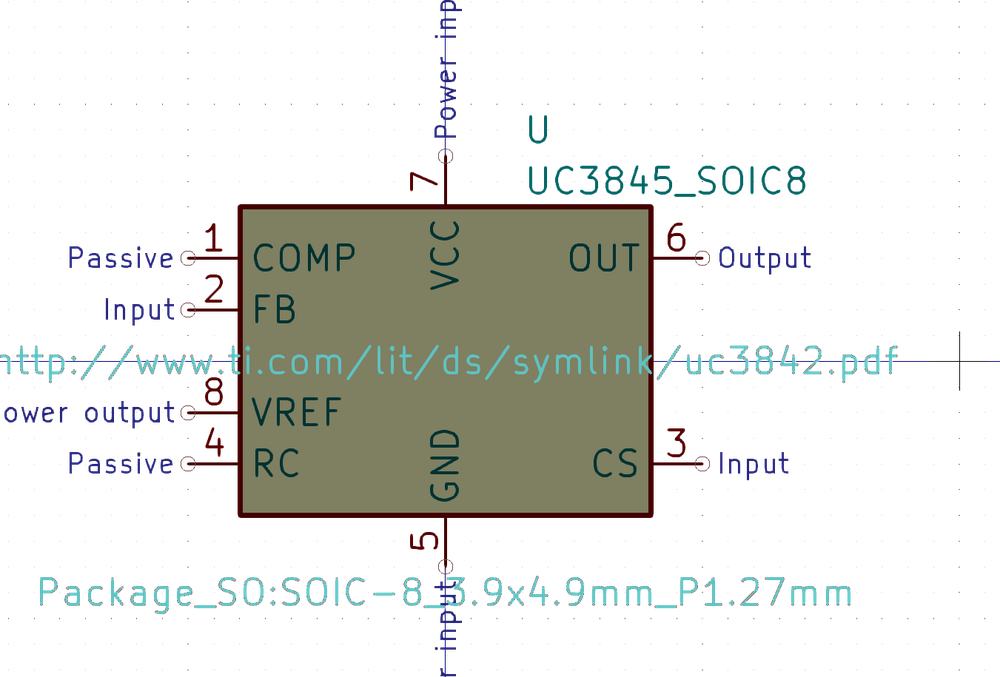 Power inp
U
UC3845_SOIC8
7
VCC
Passive 1 COMP
OUT 6 Output
Input 2 FB
http://www.ti.com/lit/ds/symlink/uc3842.pdf
ower output 8 VREF
Passive 4 RC
GND
CS 3 Input
5
Package_SO:SOIC-8_3.9x4.9mm_P1.27mm
r input